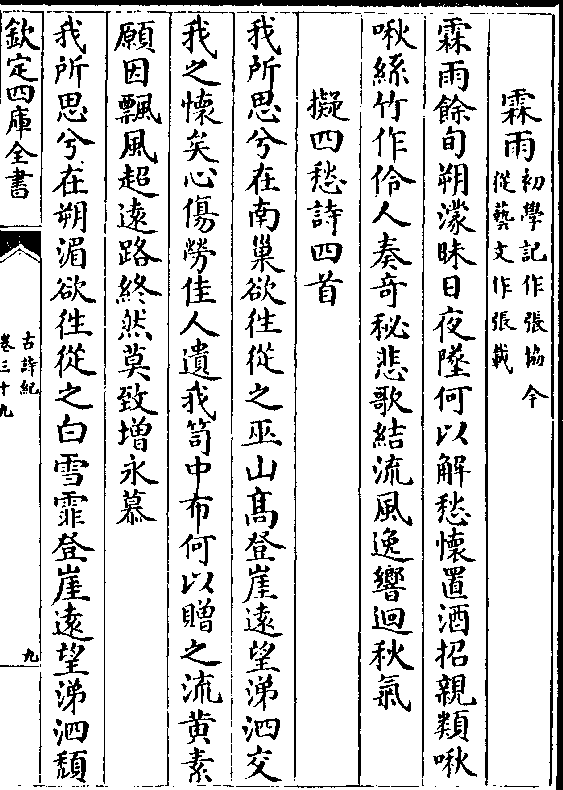 霖雨初學記作張協今從藝文作張載
霖雨餘旬朔濛昧日夜墬何以解愁懷置酒招親類啾
啾絲竹作伶人奏奇秘悲歌結流風逸響迴秋氣
擬四愁詩四首
我所思兮在南巢欲徃從之巫山髙登崖遠望涕泗交
我之懷矣心傷勞佳人遺我筒中布何以贈之流黄素
願因飄風超遠路終然莫致增永慕
我所思兮在朔湄欲徃從之白雪霏登崖遠望涕泗頽
欽定四庫全書
古詩紀
卷三十九
九